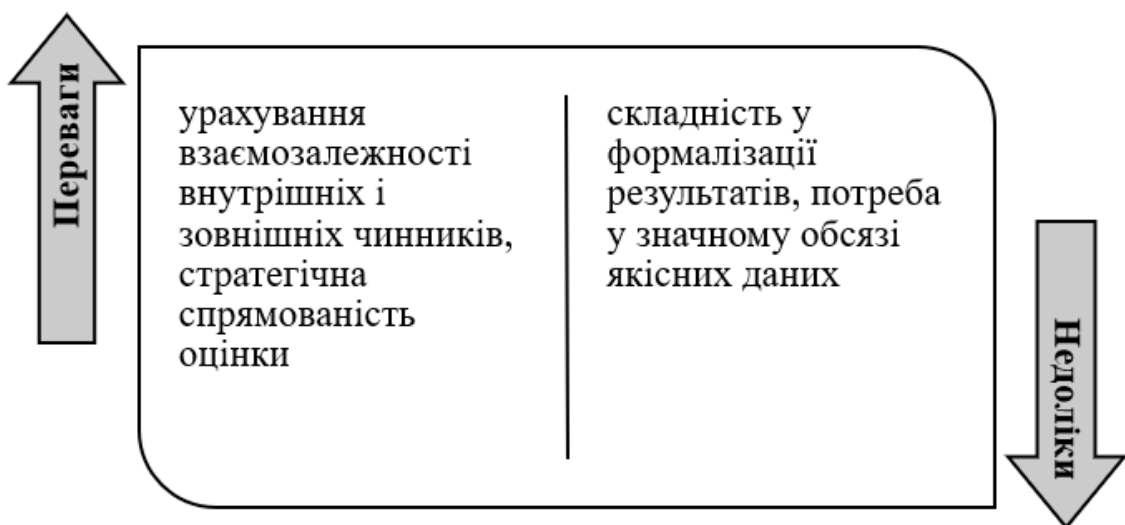 Переваги
урахування
взаємозалежності
внутрішніх і
зовнішніх чинників,
стратегічна
спрямованість
оцінки
складність у
формалізації
результатів, потреба
у значному обсязі
якісних даних
Недоліки